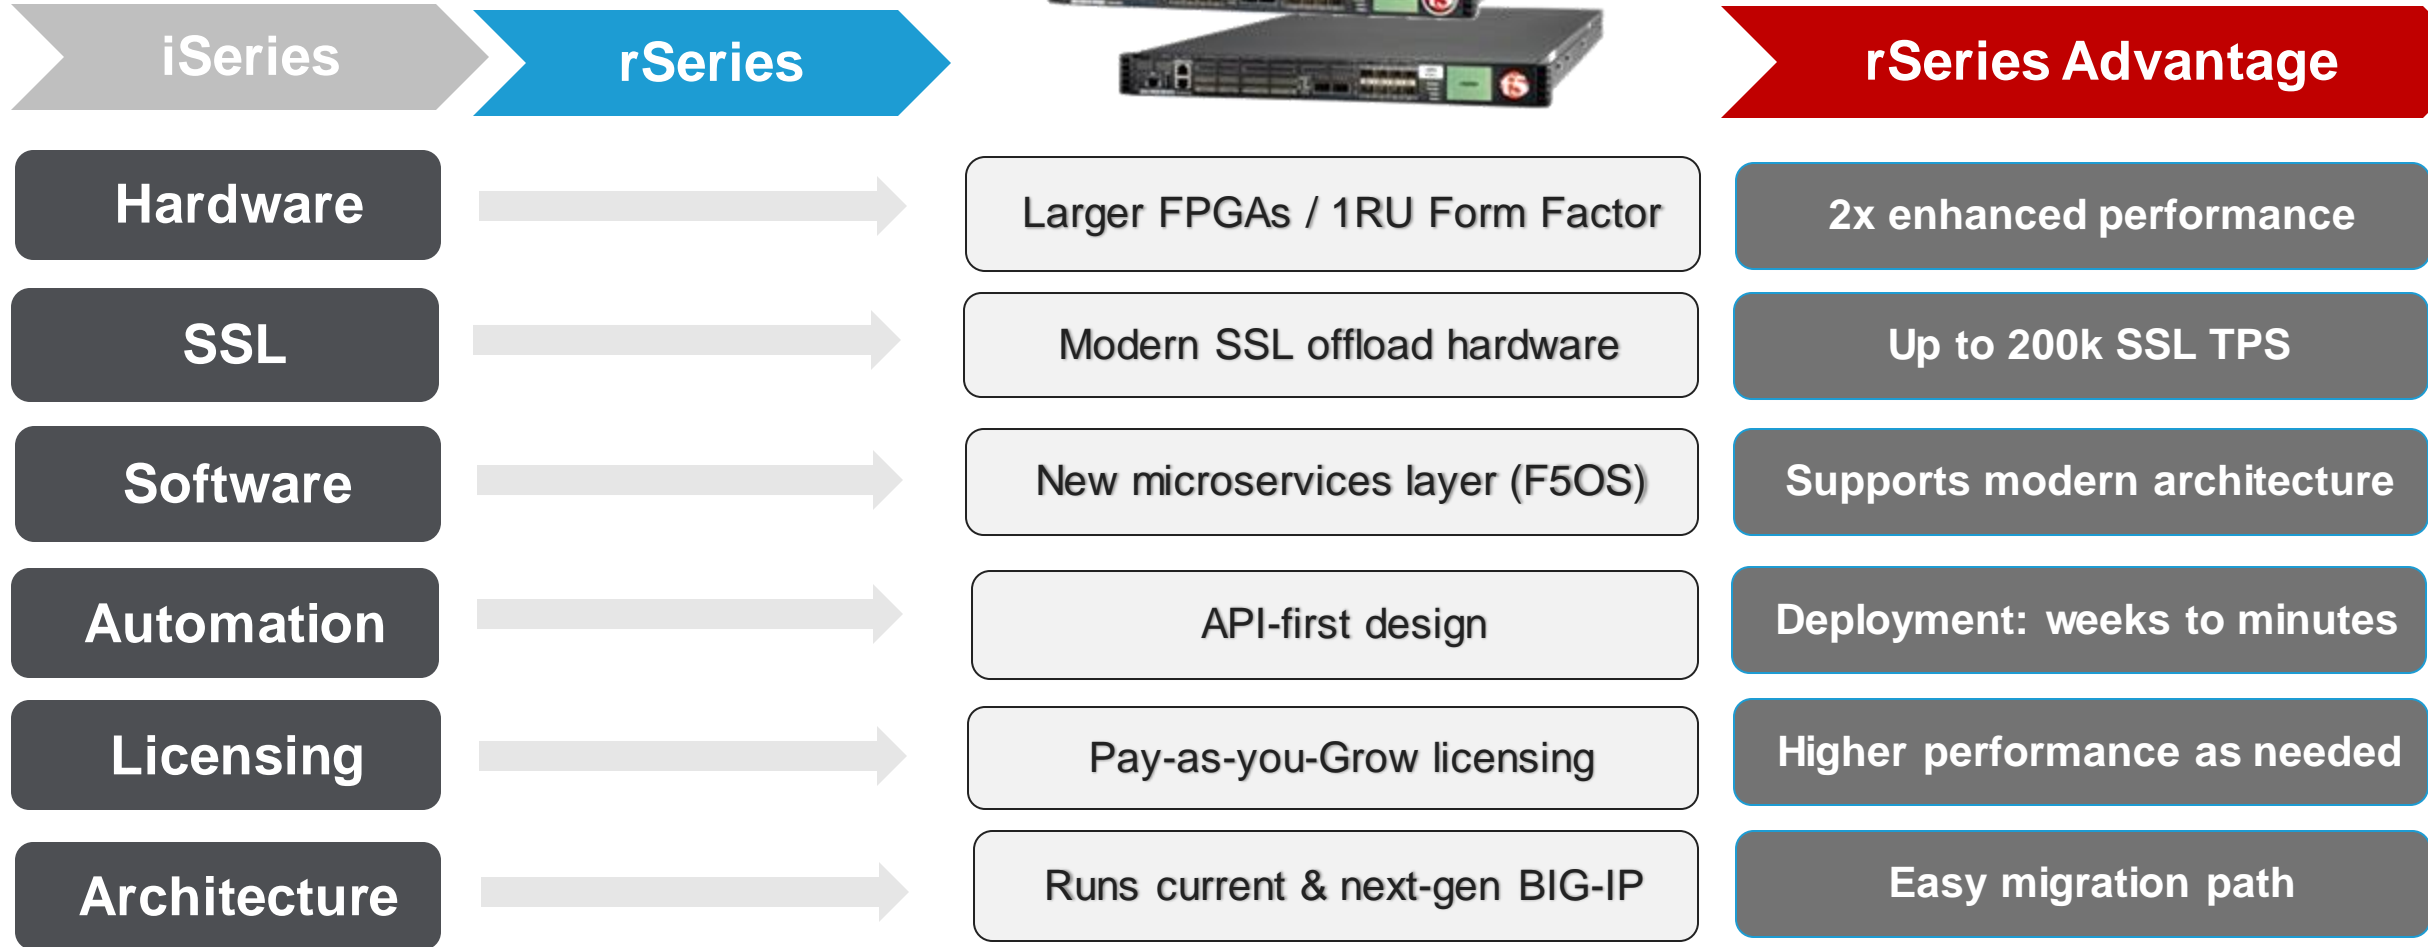 iSeries
rSeries
f5
rSeries Advantage
Hardware
Larger FPGAs / 1RU Form Factor
2x enhanced performance
SSL
Modern SSL offload hardware
Up to 200k SSL TPS
Software
New microservices layer (F5OS)
Supports modern architecture
Automation
API-first design
Deployment: weeks to minutes
Licensing
Pay-as-you-Grow licensing
Higher performance as needed
Architecture
Runs current & next-gen BIG-IP
Easy migration path